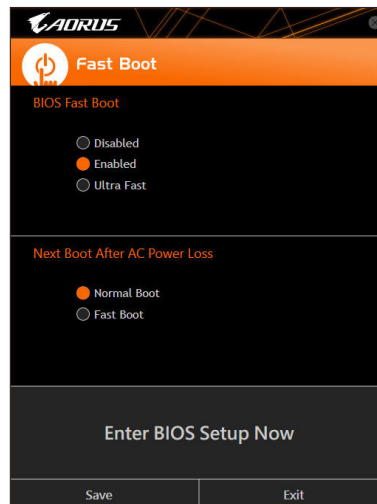 AORUS
Fast Boot
BIOS Fast Boot
Disabled
Enabled
Ultra Fast
Next Boot After AC Power Loss
Normal Boot
Fast Boot
Enter BIOS Setup Now
Save Exit